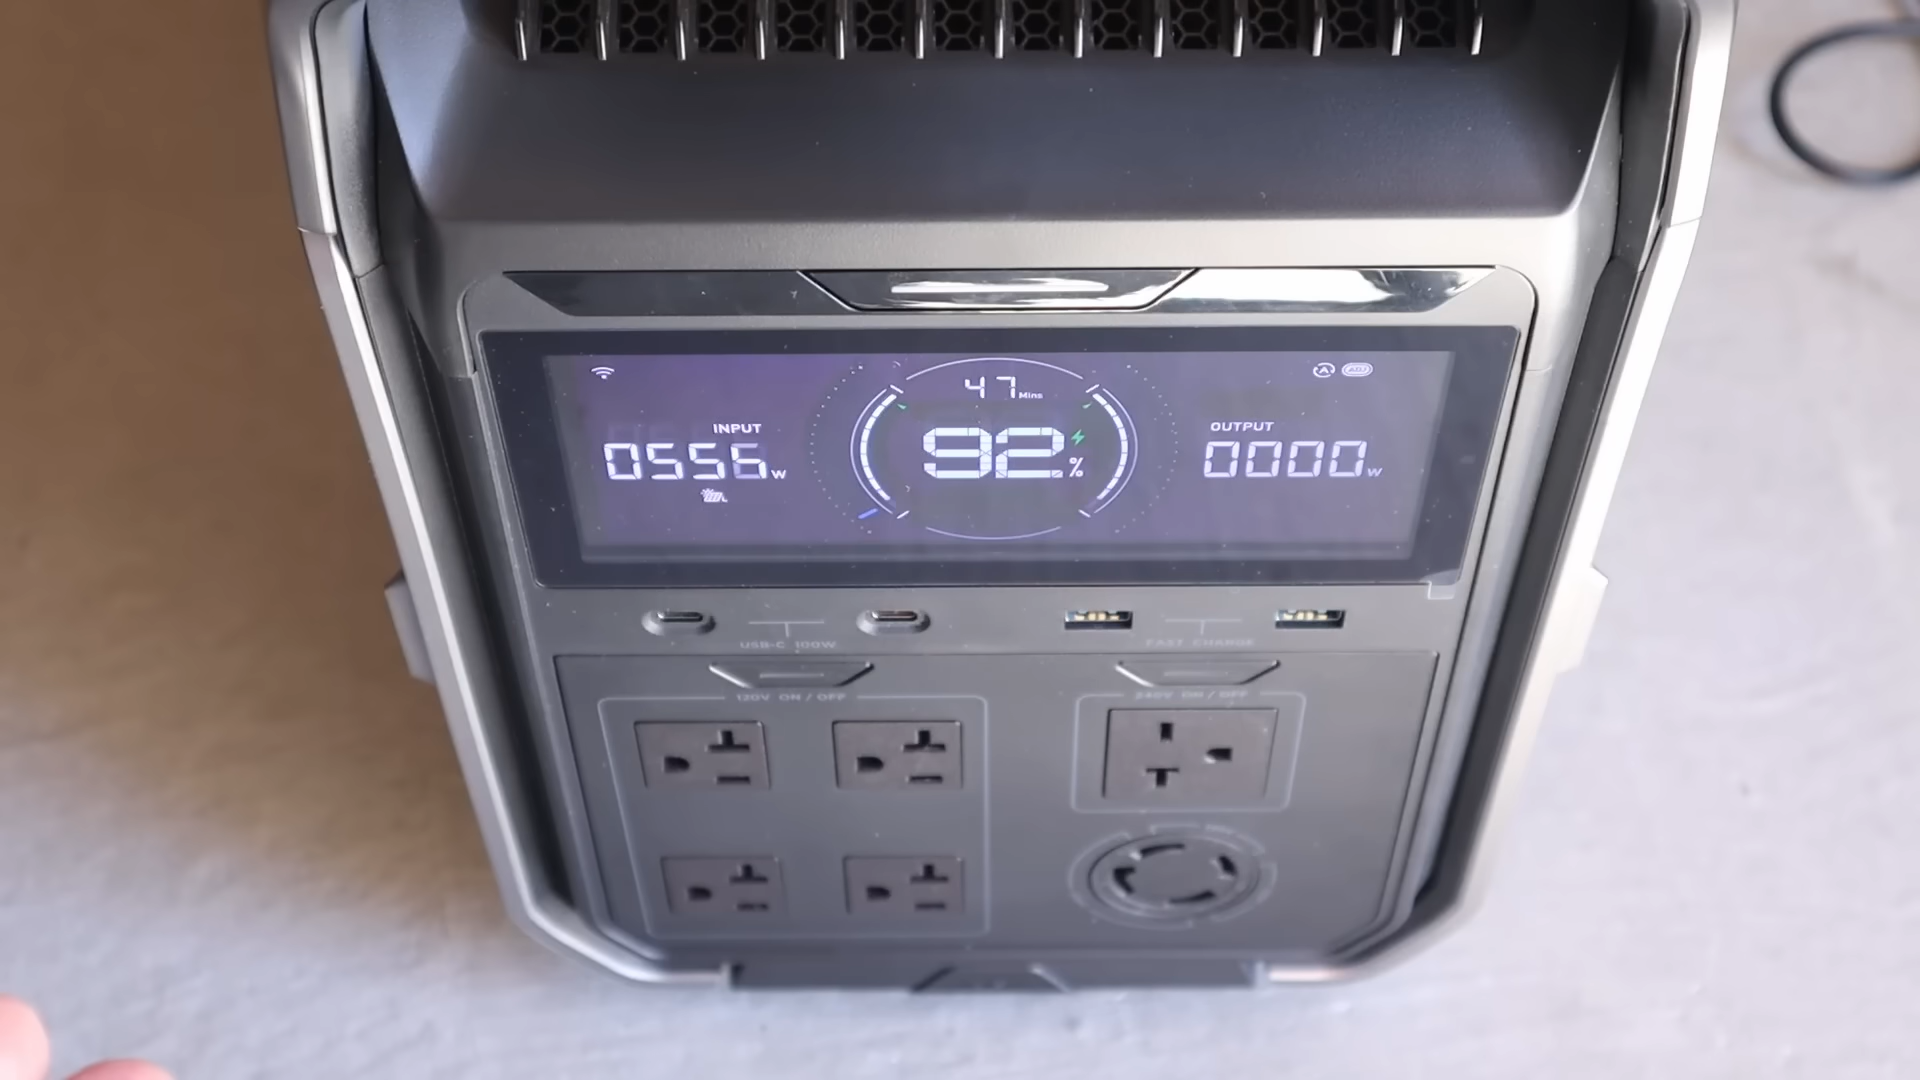 47 Mins
INPUT
0556 W
92 %
OUTPUT
0000 W
USB-C 100W
FAST CHARGE
120V ON / OFF
240V ON / OFF